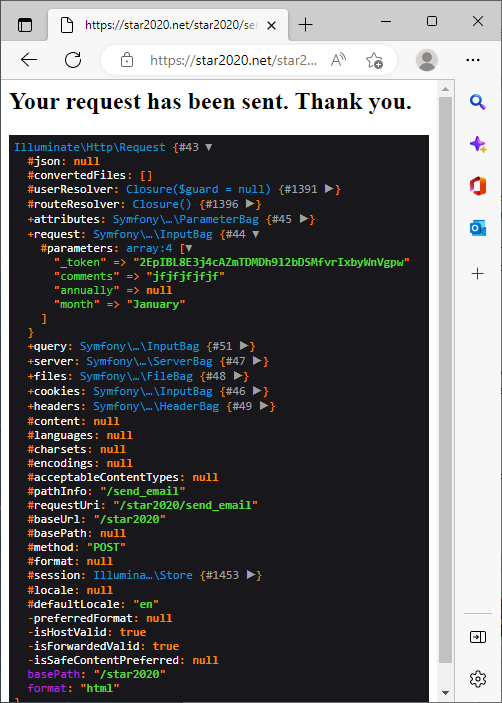 https://star2020.net/star2020/sen
https://star2020.net/star2...
Your request has been sent. Thank you.
Illuminate\Http\Request {#43 ▼
#json: null
#convertedFiles: []
#userResolver: Closure($guard = null) {#1391 ▶}
#routeResolver: Closure() {#1396 ▶}
+attributes: Symfony\…\ParameterBag {#45 ▶}
+request: Symfony\…\InputBag {#44 ▼
#parameters: array:4 [▼
"_token" => "2EpIBL8E3j4cAZmTDMDh9l2bDSMfvrIxbyWnVgpw"
"comments" => "jfjfjfjfjf"
"annually" => null
"month" => "January"
]
}
+query: Symfony\…\InputBag {#51 ▶}
+server: Symfony\…\ServerBag {#47 ▶}
+files: Symfony\…\FileBag {#48 ▶}
+cookies: Symfony\…\InputBag {#46 ▶}
+headers: Symfony\…\HeaderBag {#49 ▶}
#content: null
#languages: null
#charsets: null
#encodings: null
#acceptableContentTypes: null
#pathInfo: "/send_email"
#requestUri: "/star2020/send_email"
#baseUrl: "/star2020"
#basePath: null
#method: "POST"
#format: null
#session: Illumina…\Store {#1453 ▶}
#locale: null
#defaultLocale: "en"
-preferredFormat: null
-isHostValid: true
-isForwardedValid: true
-isSafeContentPreferred: null
basePath: "/star2020"
format: "html"
}